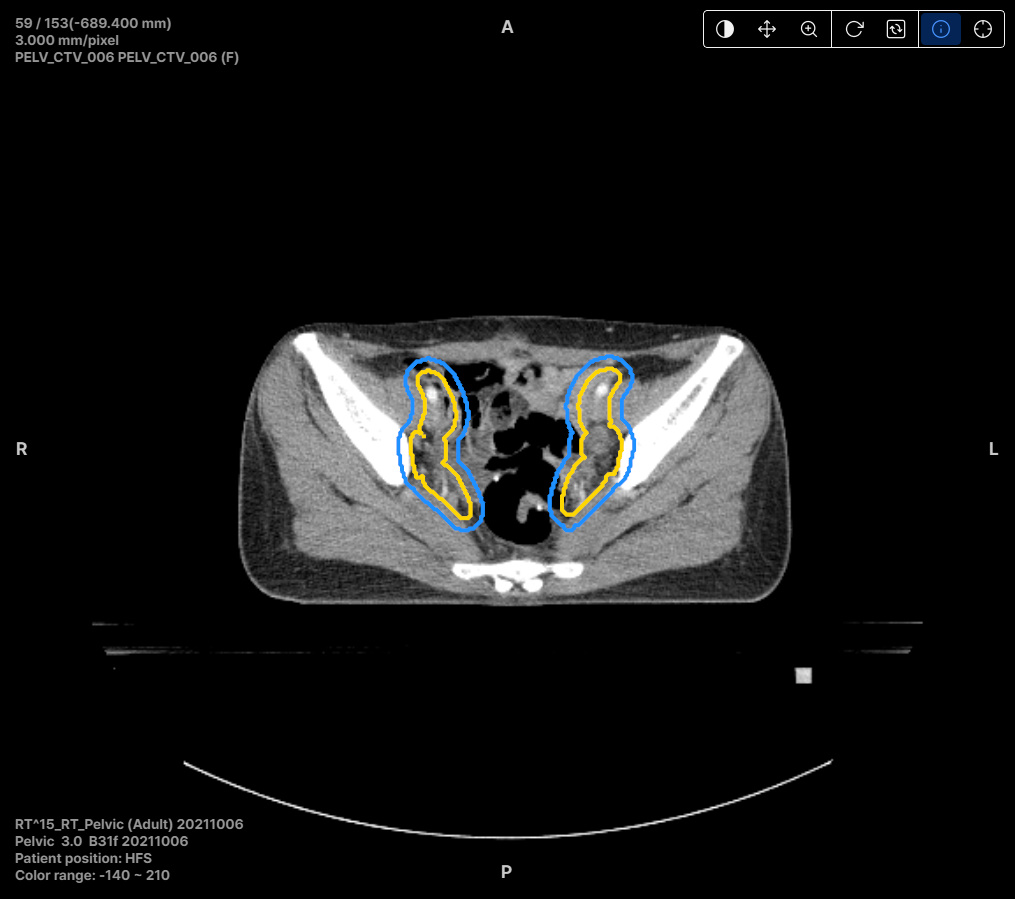 59 / 153(-689.400 mm)
3.000 mm/pixel
PELV_CTV_006 PELV_CTV_006 (F)
A
R
L
RT^15_RT_Pelvic (Adult) 20211006
Pelvic  3.0  B31f 20211006
Patient position: HFS
Color range: -140 ~ 210
P